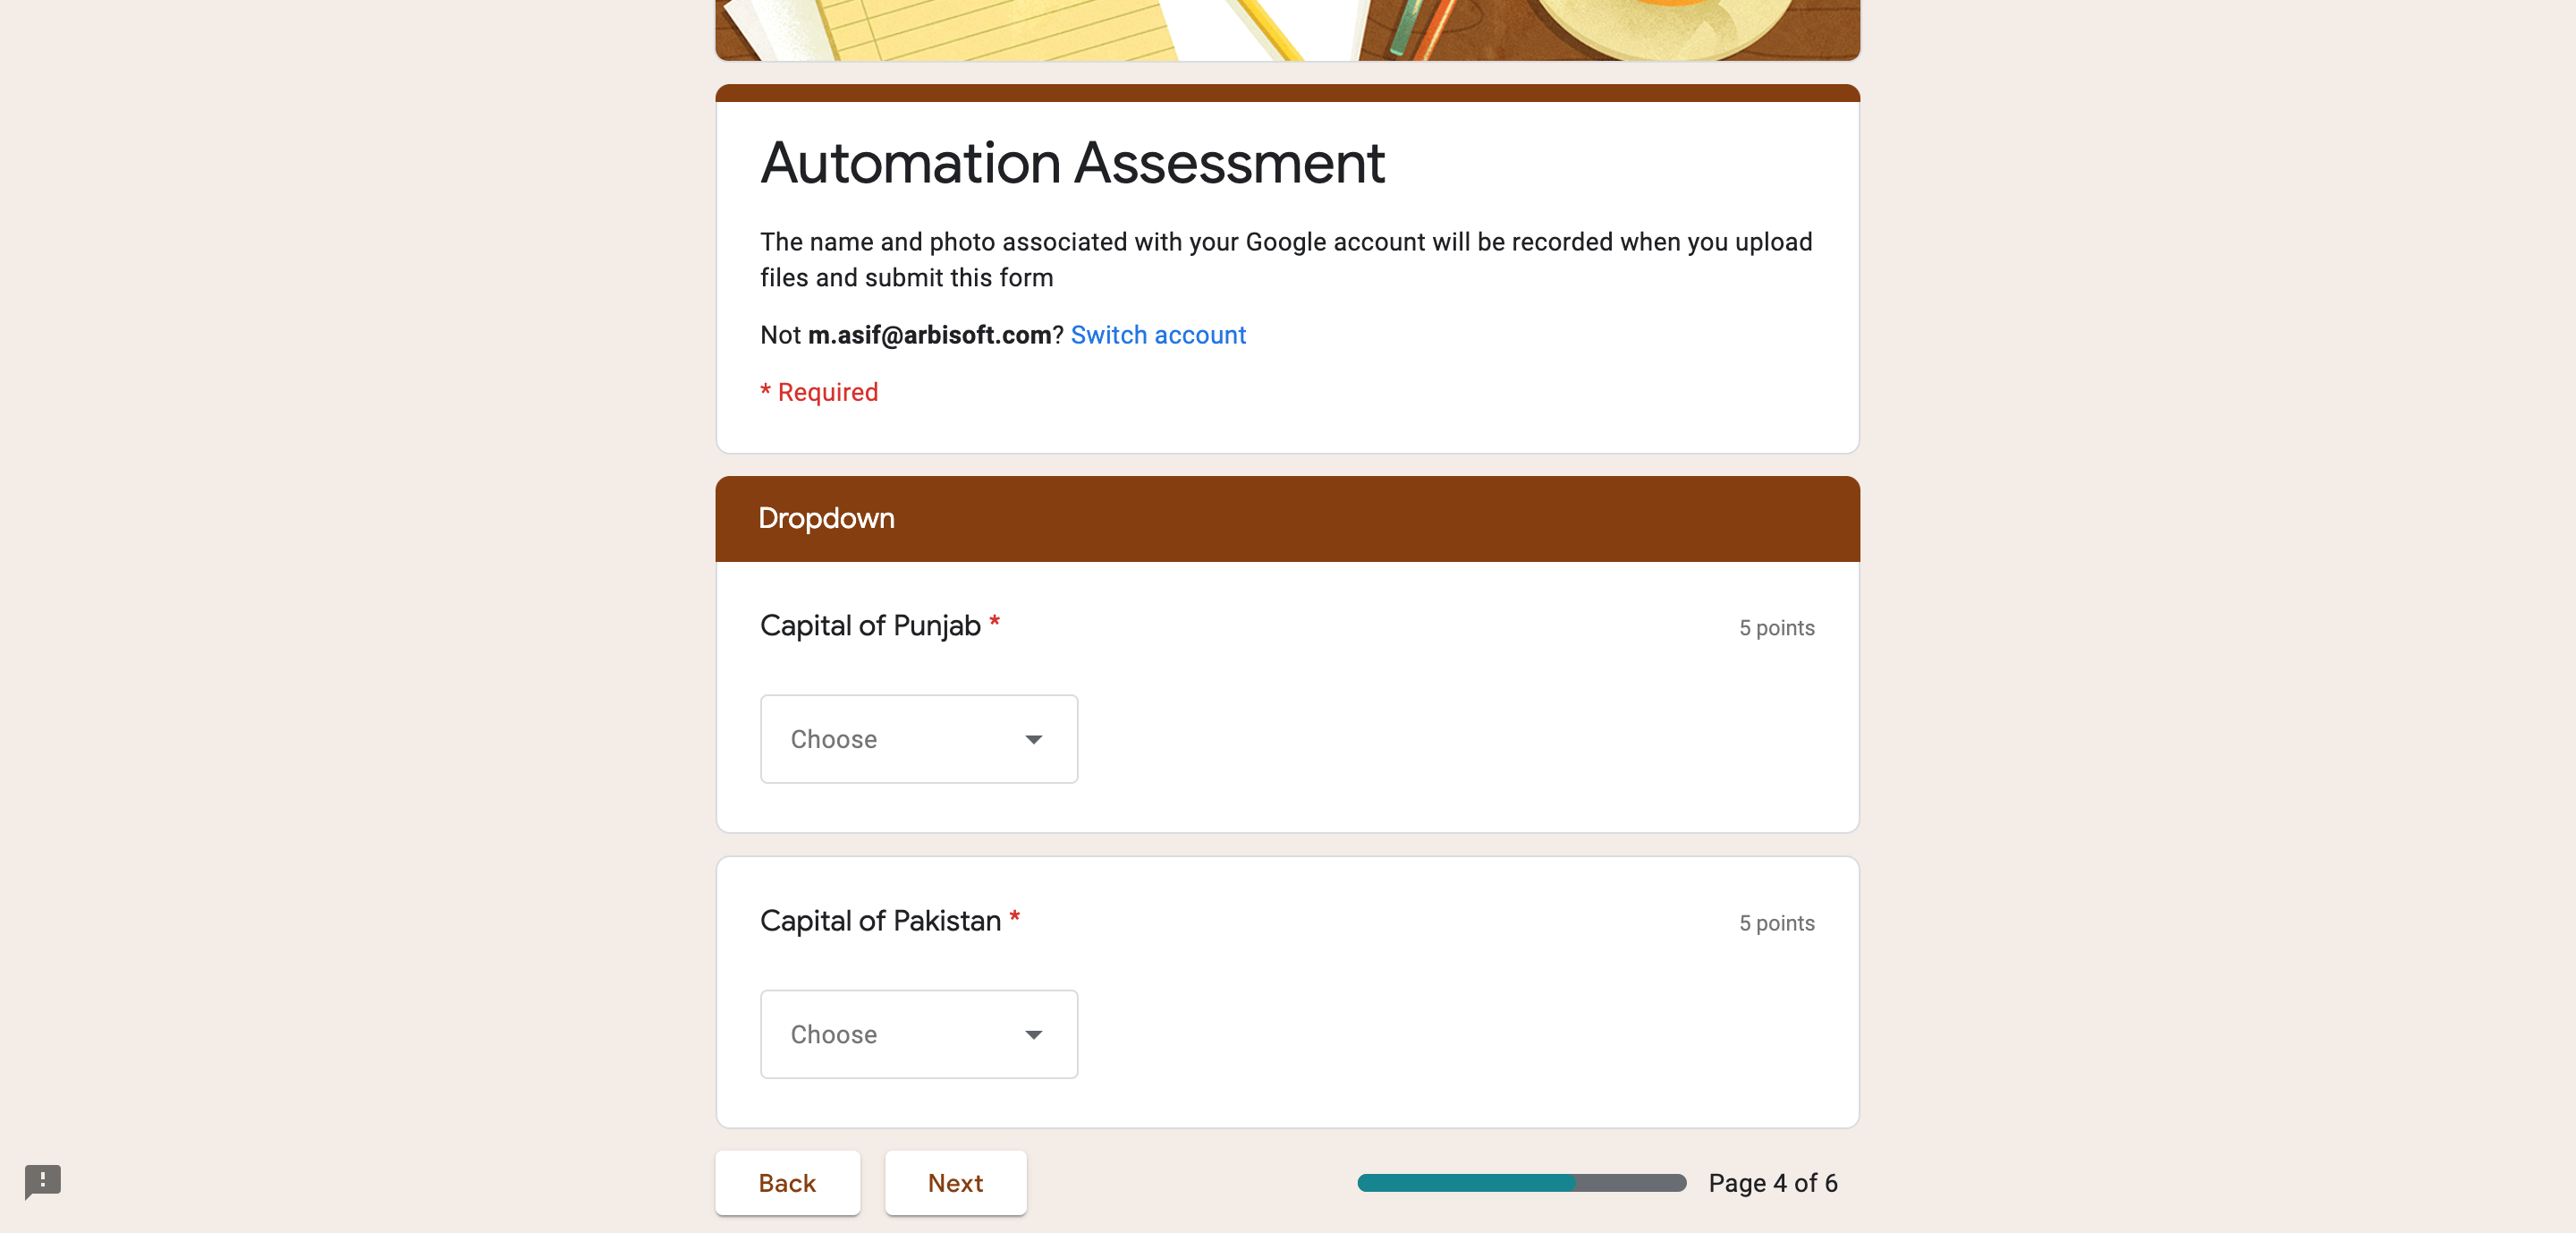 Automation Assessment
The name and photo associated with your Google account will be recorded when you upload
files and submit this form
Not m.asif@arbisoft.com? Switch account
* Required
Dropdown
Capital of Punjab *
5 points
Choose
Capital of Pakistan *
5 points
Choose
Back
Next
Page 4 of 6